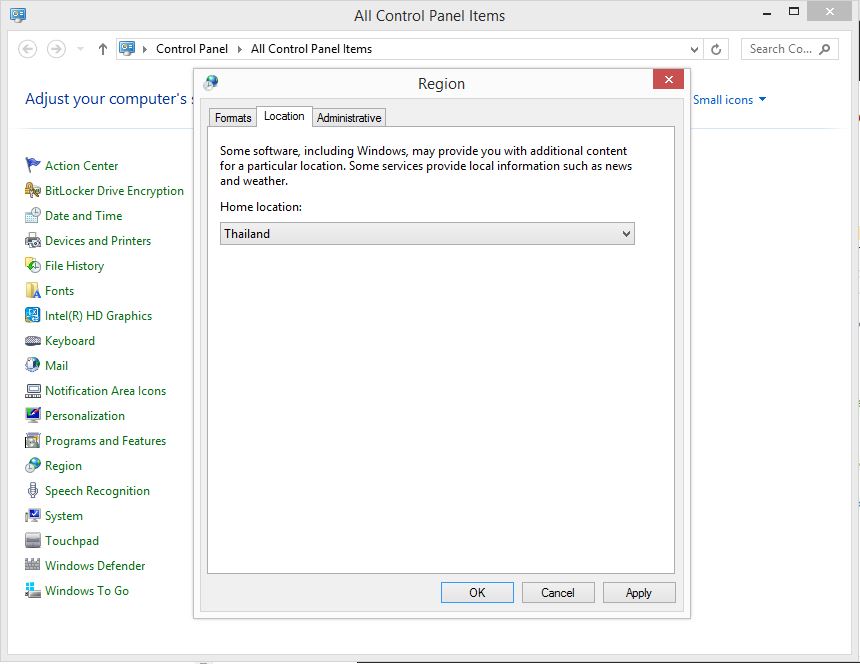 All Control Panel Items
Control Panel
All Control Panel Items
Search Co...
Adjust your computer's
Small icons
Action Center
BitLocker Drive Encryption
Date and Time
Devices and Printers
File History
Fonts
Intel(R) HD Graphics
Keyboard
Mail
Notification Area Icons
Personalization
Programs and Features
Region
Speech Recognition
System
Touchpad
Windows Defender
Windows To Go
Region
Formats
Location
Administrative
Some software, including Windows, may provide you with additional content
for a particular location. Some services provide local information such as news
and weather.
Home location:
Thailand
OK
Cancel
Apply